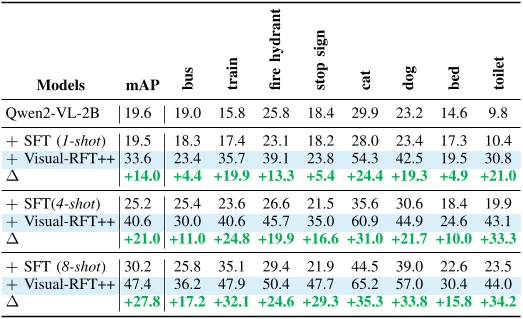 Models mAP bus train fire hydrant stop sign cat dog bed toilet
Qwen2-VL-2B 19.6 19.0 15.8 25.8 18.4 29.9 23.2 14.6 9.8
+ SFT (1-shot) 19.5 18.3 17.4 23.1 18.2 28.0 23.4 17.3 10.4
+ Visual-RFT++ 33.6 23.4 35.7 39.1 23.8 54.3 42.5 19.5 30.8
Δ +14.0 +4.4 +19.9 +13.3 +5.4 +24.4 +19.3 +4.9 +21.0
+ SFT(4-shot) 25.2 25.4 23.6 26.6 21.5 35.6 30.6 18.4 19.9
+ Visual-RFT++ 40.6 30.0 40.6 45.7 35.0 60.9 44.9 24.6 43.1
Δ +21.0 +11.0 +24.8 +19.9 +16.6 +31.0 +21.7 +10.0 +33.3
+ SFT (8-shot) 30.2 25.8 35.1 29.4 21.9 44.5 39.0 22.6 23.5
+ Visual-RFT++ 47.4 36.2 47.9 50.4 47.7 65.2 57.0 30.4 44.0
Δ +27.8 +17.2 +32.1 +24.6 +29.3 +35.3 +33.8 +15.8 +34.2